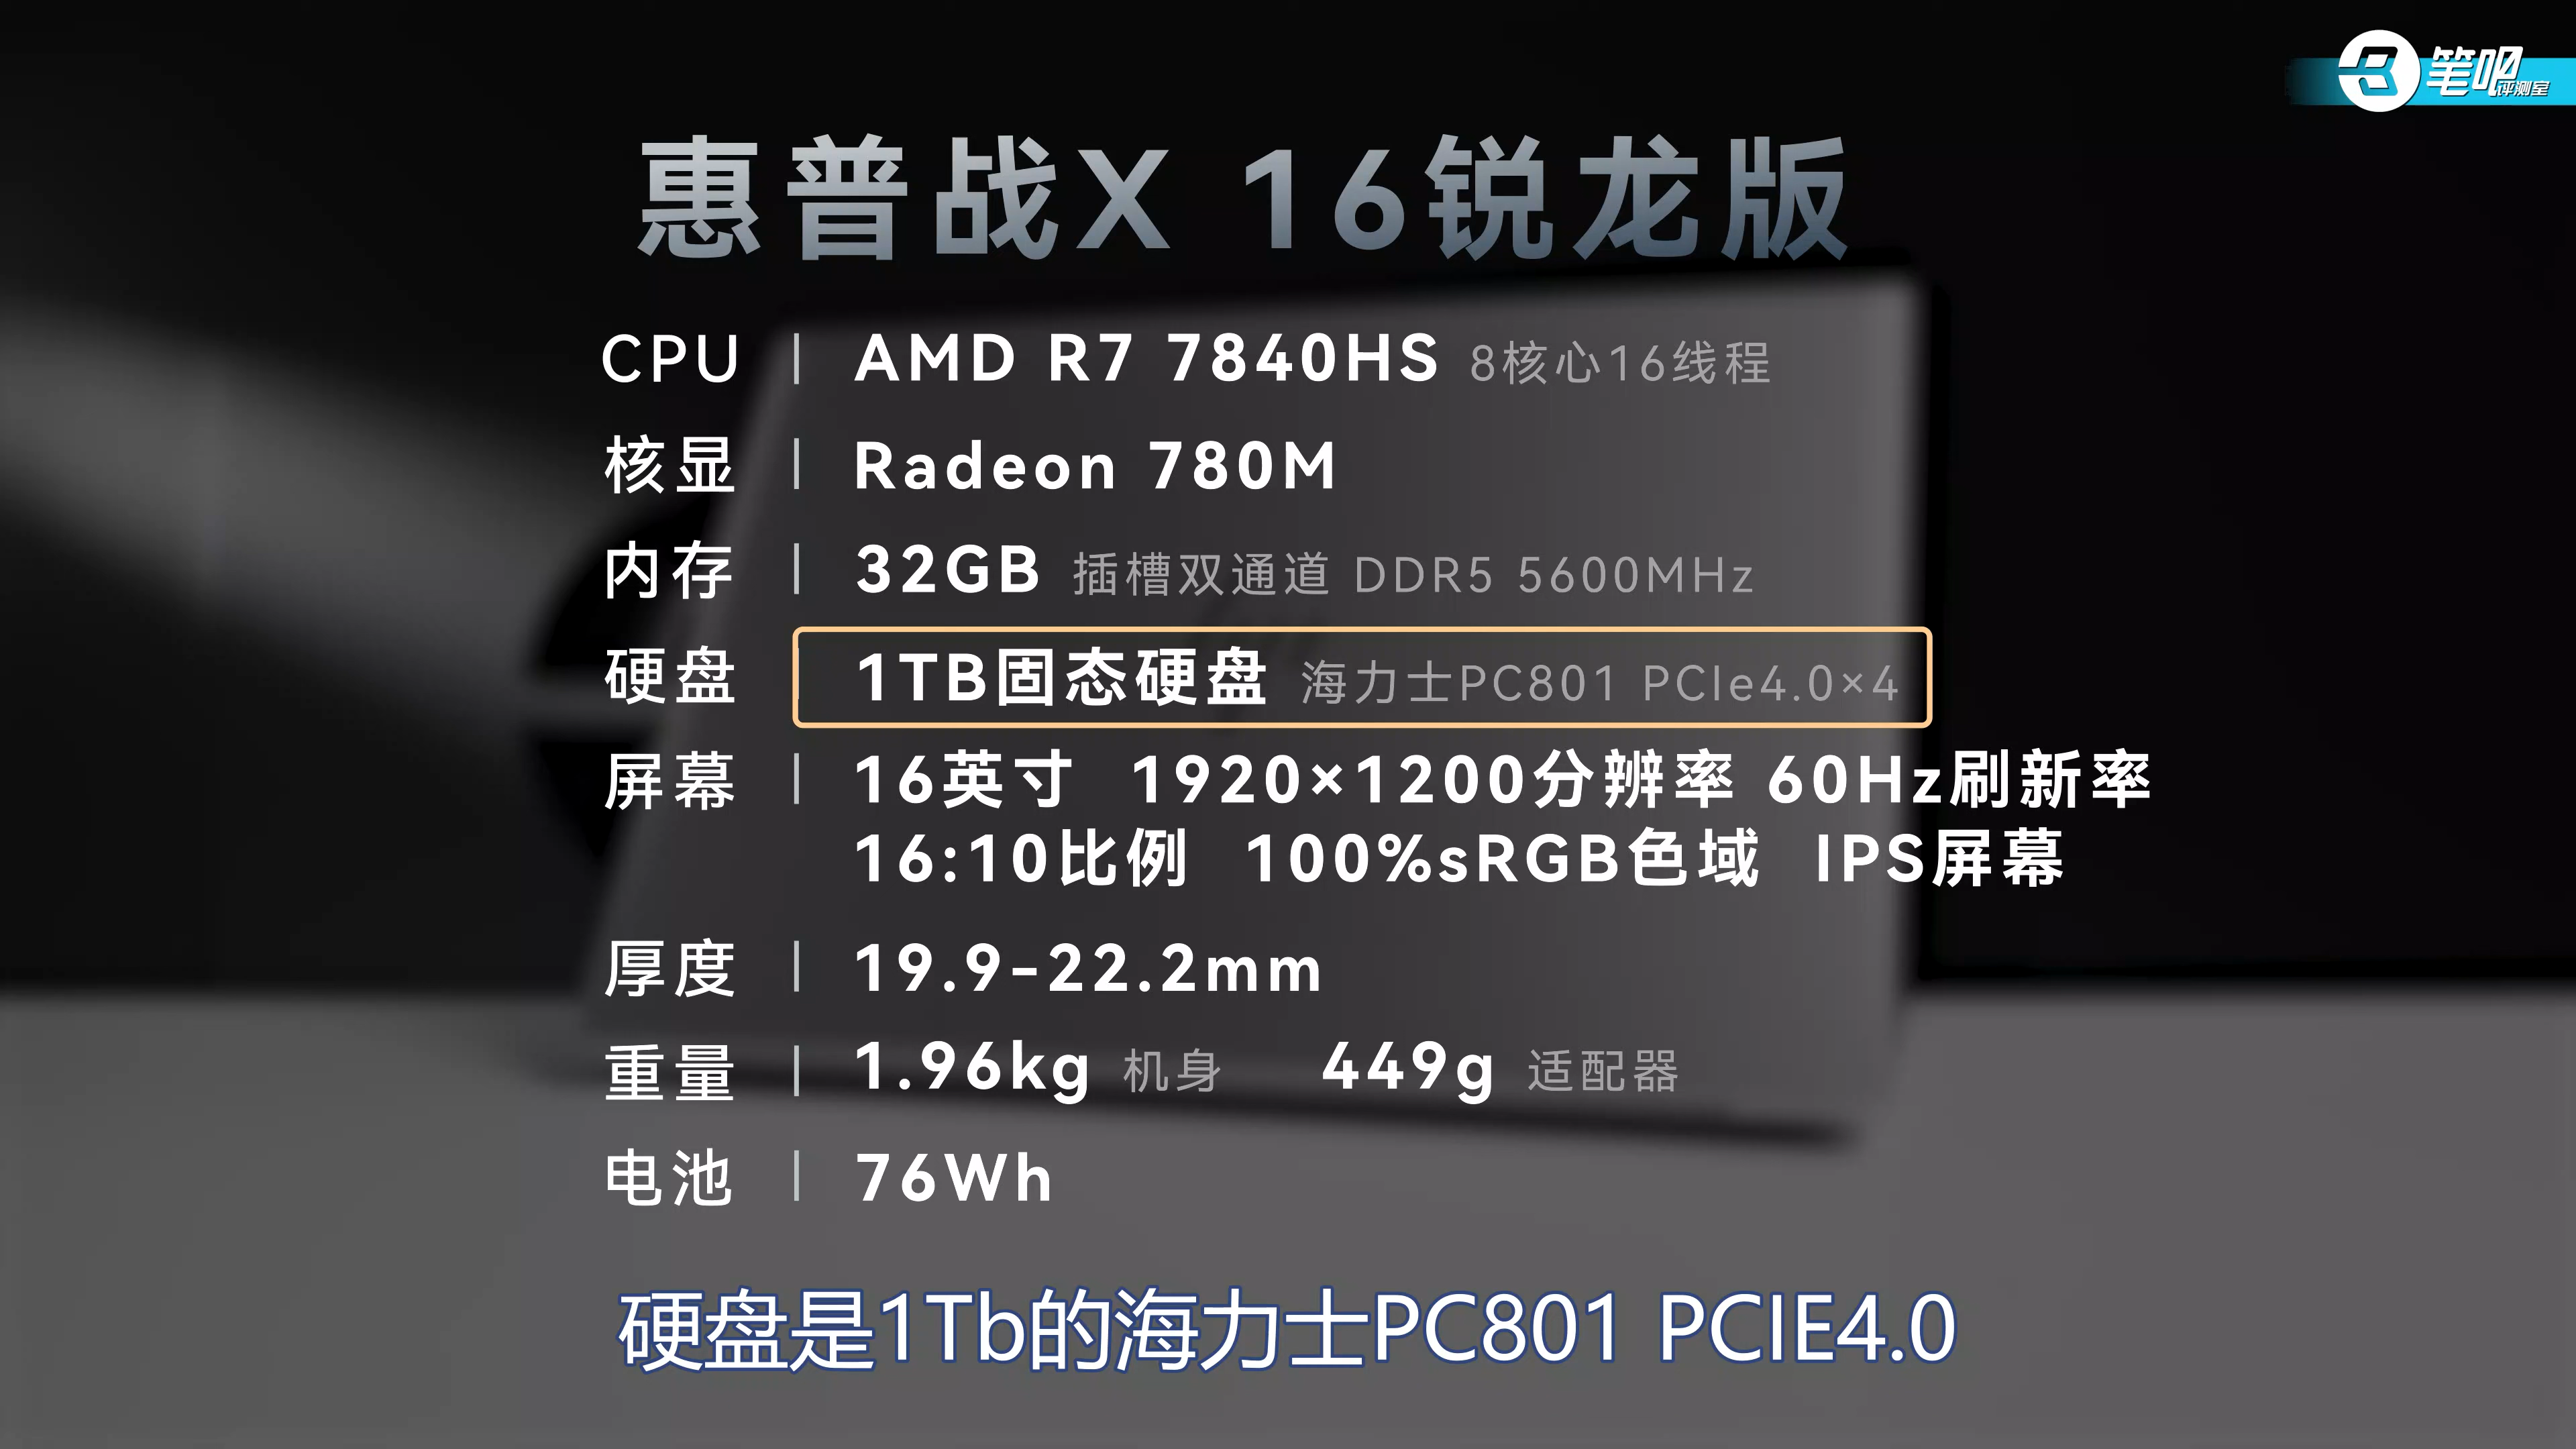 笔吧评测室
惠普战X 16锐龙版
CPU | AMD R7 7840HS 8核心16线程
核显 | Radeon 780M
内存 | 32GB 插槽双通道 DDR5 5600MHz
硬盘 1TB固态硬盘 海力士PC801 PCIe4.0×4
屏幕 | 16英寸 1920×1200分辨率 60Hz刷新率
16:10比例 100%sRGB色域 IPS屏幕
厚度 | 19.9-22.2mm
重量 | 1.96kg 机身 449g 适配器
电池 | 76Wh
硬盘是1Tb的海力士PC801 PCIE4.0